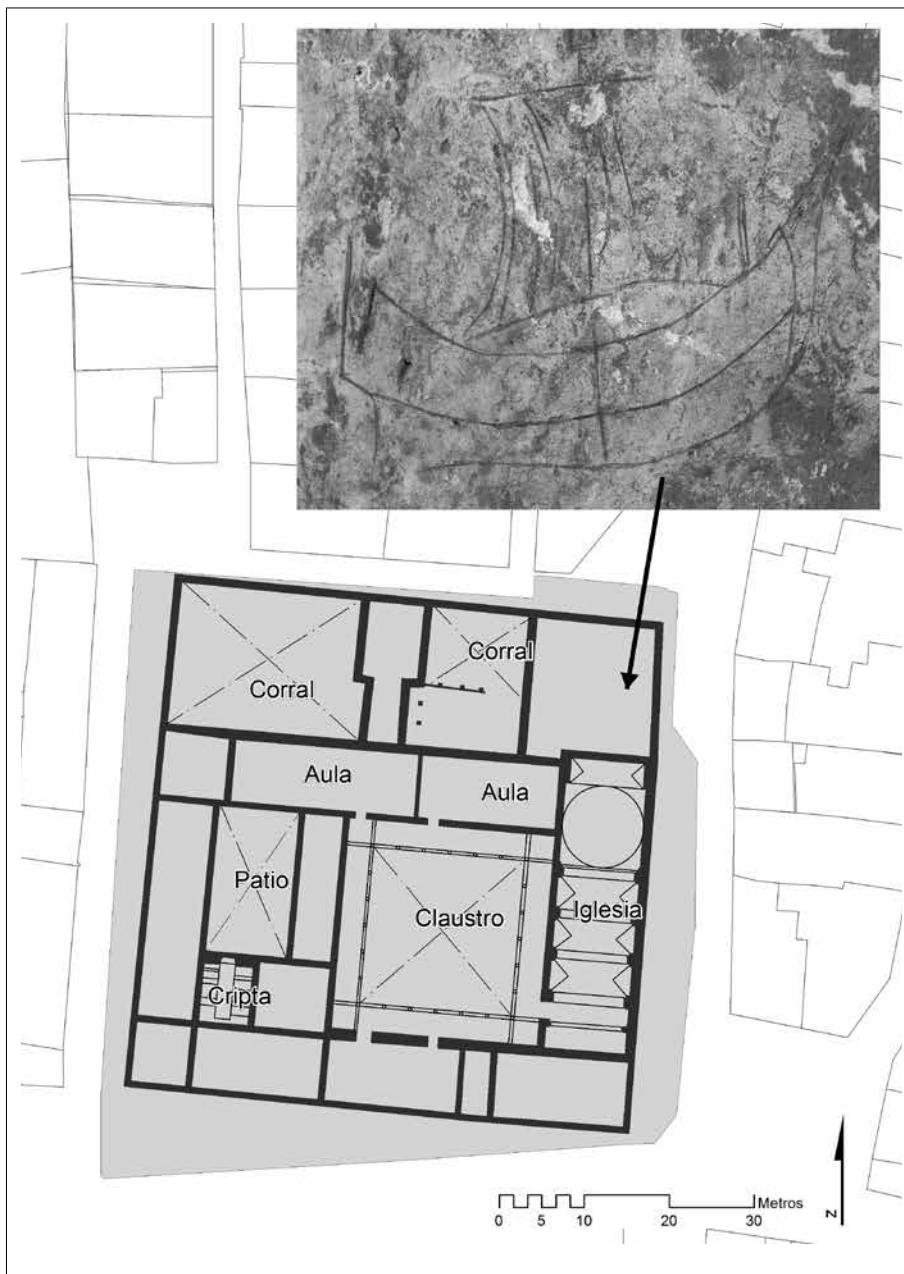 Corral
Corral
Aula
Aula
Patio
Claustro
Iglesia
Cripta
Metros
0 5 10 20 30
N